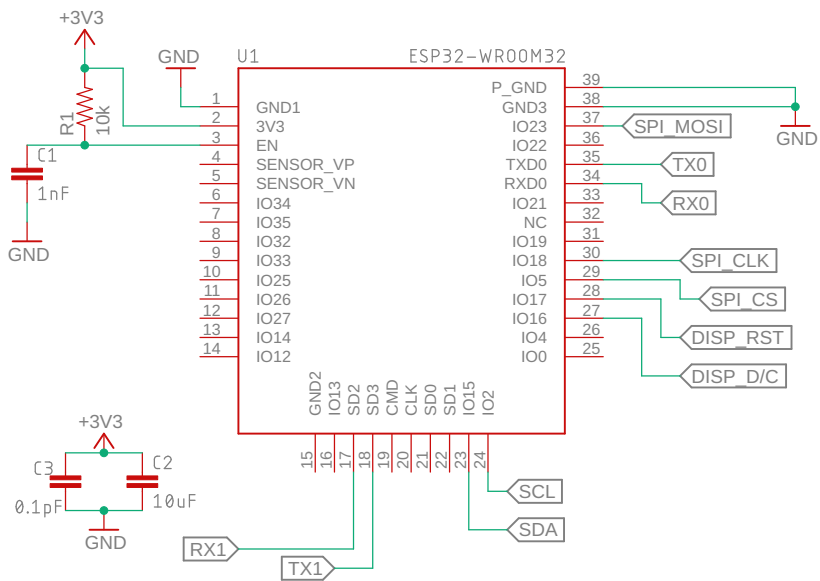 +3V3
GND
U1
ESP32-WROOM32
R1
10k
C1
1nF
GND
1 GND1
2 3V3
3 EN
4 SENSOR_VP
5 SENSOR_VN
6 IO34
7 IO35
8 IO32
9 IO33
10 IO25
11 IO26
12 IO27
13 IO14
14 IO12
P_GND 39
GND3 38
IO23 37 SPI_MOSI
IO22 36
TXD0 35 TX0
RXD0 34 RX0
IO21 33
NC 32
IO19 31
IO18 30 SPI_CLK
IO5 29 SPI_CS
IO17 28 DISP_RST
IO16 27 DISP_D/C
IO4 26
IO0 25
GND
GND2 15
IO13 16
SD2 17
SD3 18
CMD 19
CLK 20
SD0 21
SD1 22
IO15 23
IO2 24
SCL
SDA
RX1
TX1
+3V3
C3
0.1pF
C2
10uF
GND